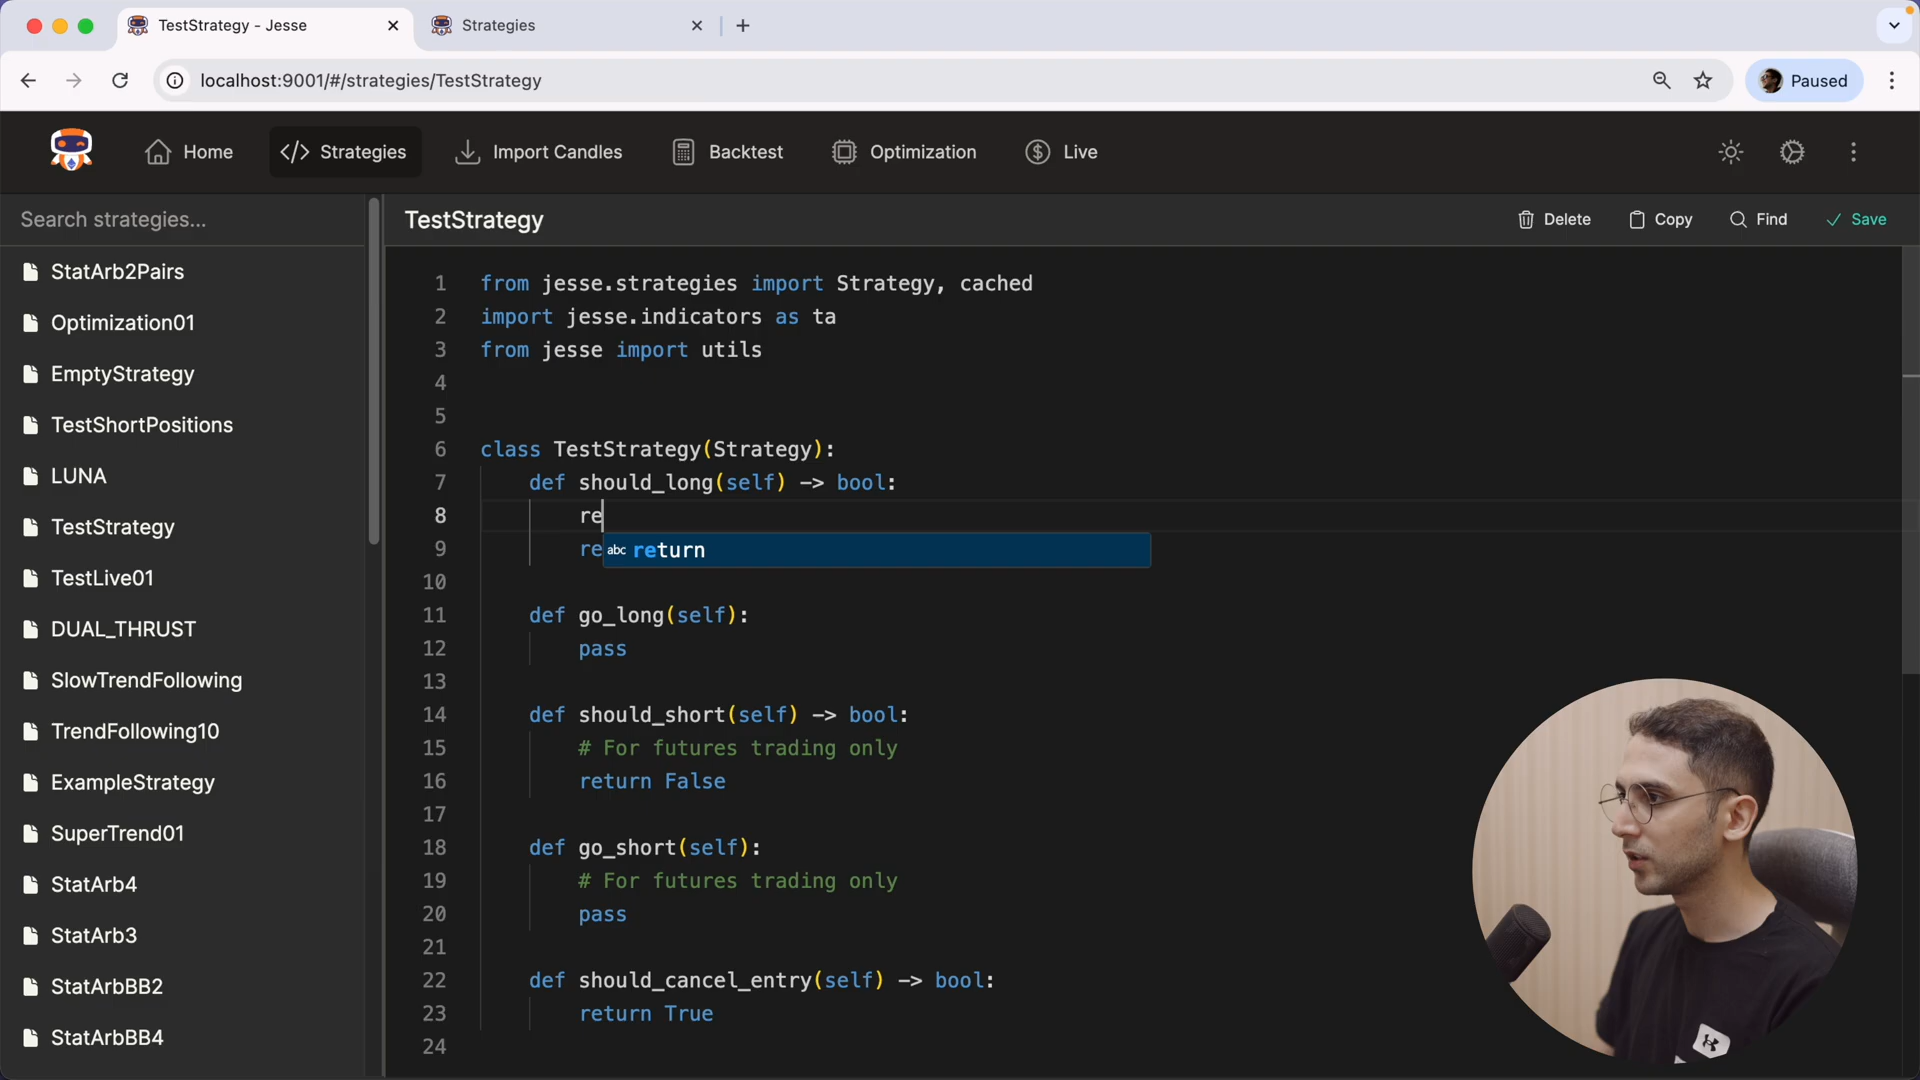 TestStrategy - Jesse
Strategies
localhost:9001/#/strategies/TestStrategy
Paused
Home
Strategies
Import Candles
Backtest
Optimization
Live
Search strategies...
TestStrategy
Delete
Copy
Find
Save
StatArb2Pairs
Optimization01
EmptyStrategy
TestShortPositions
LUNA
TestStrategy
TestLive01
DUAL_THRUST
SlowTrendFollowing
TrendFollowing10
ExampleStrategy
SuperTrend01
StatArb4
StatArb3
StatArbBB2
StatArbBB4
1 from jesse.strategies import Strategy, cached
2 import jesse.indicators as ta
3 from jesse import utils
4
5
6 class TestStrategy(Strategy):
7 def should_long(self) -> bool:
8 re
9 re
abc return
10
11 def go_long(self):
12 pass
13
14 def should_short(self) -> bool:
15 # For futures trading only
16 return False
17
18 def go_short(self):
19 # For futures trading only
20 pass
21
22 def should_cancel_entry(self) -> bool:
23 return True
24